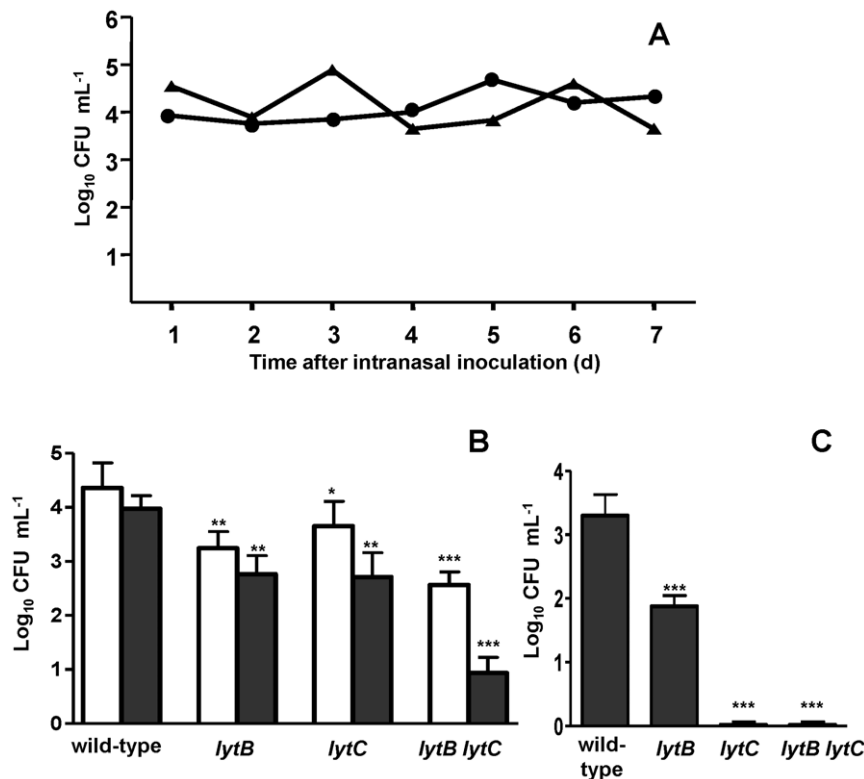 A
Log₁₀ CFU mL⁻¹
6
5
4
3
2
1
1 2 3 4 5 6 7
Time after intranasal inoculation (d)
B
Log₁₀ CFU mL⁻¹
5
4
3
2
1
0
** ** * ** *** ***
wild-type lytB lytC lytB lytC
C
Log₁₀ CFU mL⁻¹
4
3
2
1
0
*** *** ***
wild-
type lytB lytC lytB lytC